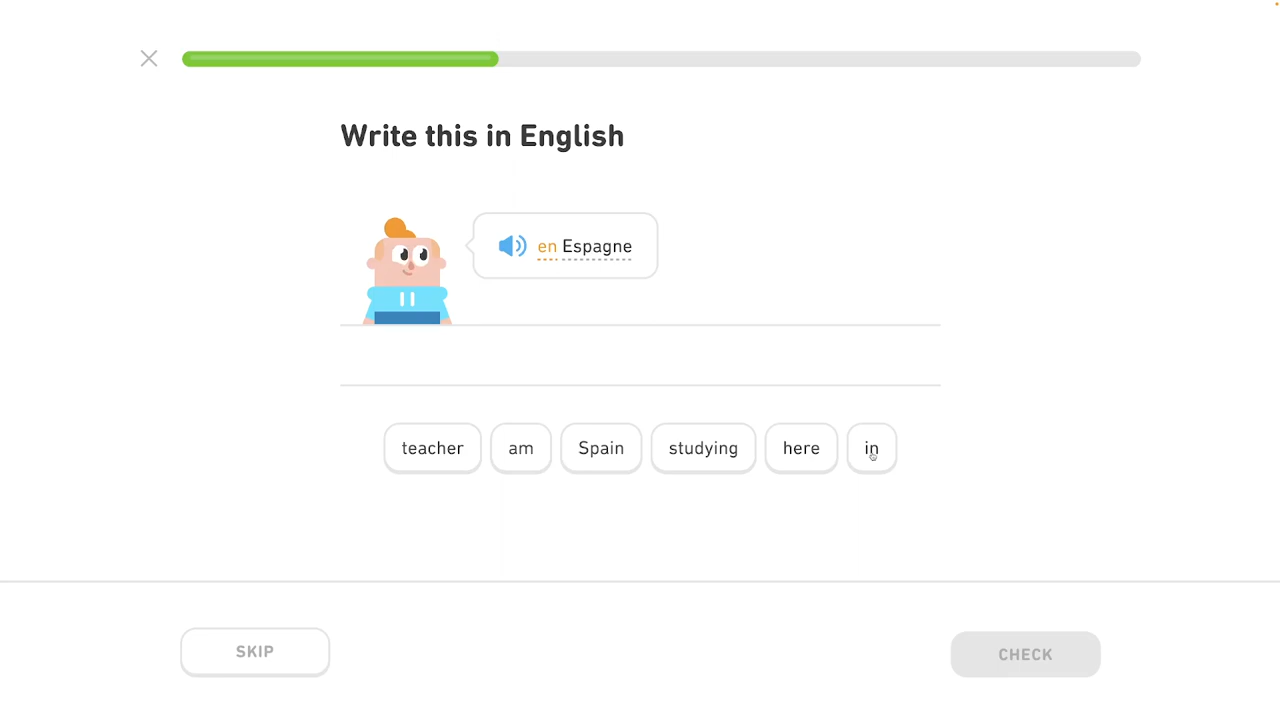 Write this in English
en Espagne
teacher am Spain studying here in
SKIP CHECK